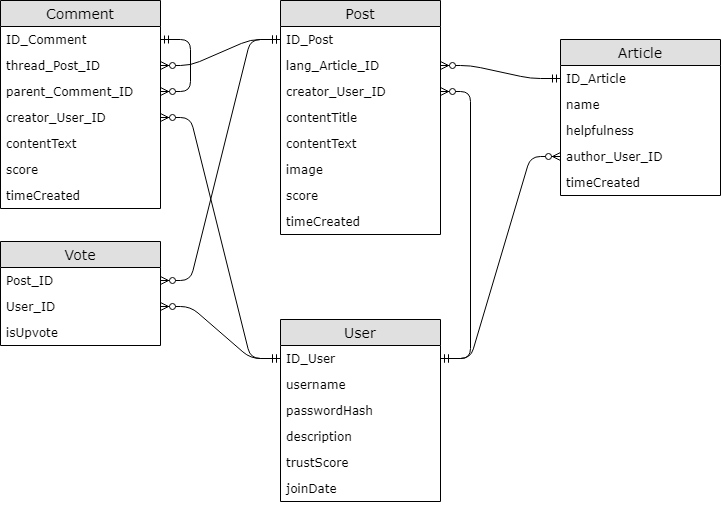 Comment
ID_Comment
thread_Post_ID
parent_Comment_ID
creator_User_ID
contentText
score
timeCreated
Post
ID_Post
lang_Article_ID
creator_User_ID
contentTitle
contentText
image
score
timeCreated
Article
ID_Article
name
helpfulness
author_User_ID
timeCreated
Vote
Post_ID
User_ID
isUpvote
User
ID_User
username
passwordHash
description
trustScore
joinDate